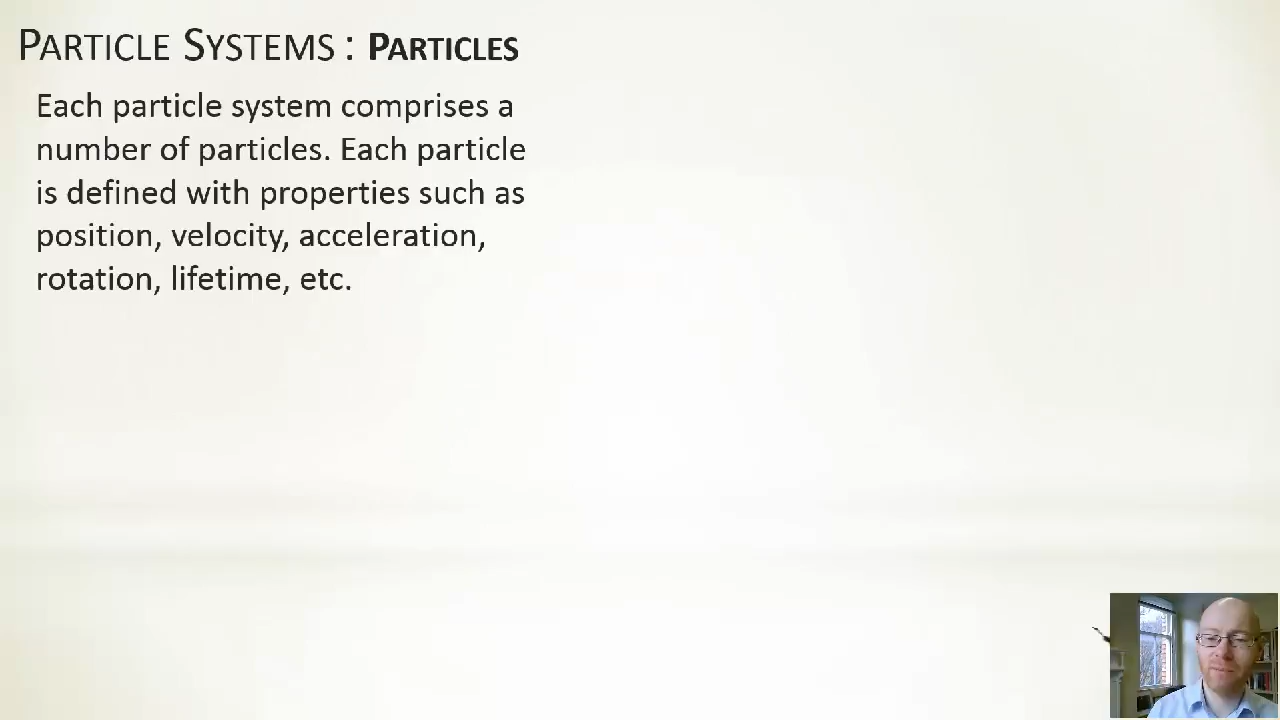 Particle Systems : Particles
Each particle system comprises a
number of particles. Each particle
is defined with properties such as
position, velocity, acceleration,
rotation, lifetime, etc.